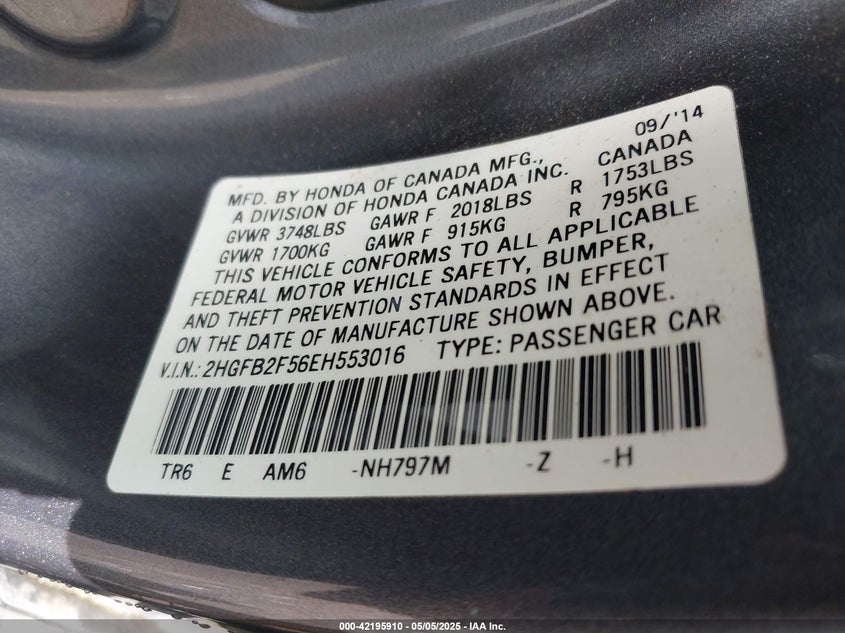 09/'14
MFD. BY HONDA OF CANADA MFG.,
A DIVISION OF HONDA CANADA INC. CANADA
GVWR 3748LBS GAWR F 2018LBS R 1753LBS
GVWR 1700KG GAWR F 915KG R 795KG
THIS VEHICLE CONFORMS TO ALL APPLICABLE
FEDERAL MOTOR VEHICLE SAFETY, BUMPER,
AND THEFT PREVENTION STANDARDS IN EFFECT
ON THE DATE OF MANUFACTURE SHOWN ABOVE.
V.I.N.: 2HGFB2F56EH553016 TYPE: PASSENGER CAR
TR6 E AM6 -NH797M -Z -H
000-42195910 - 05/05/2025 - IAA Inc.